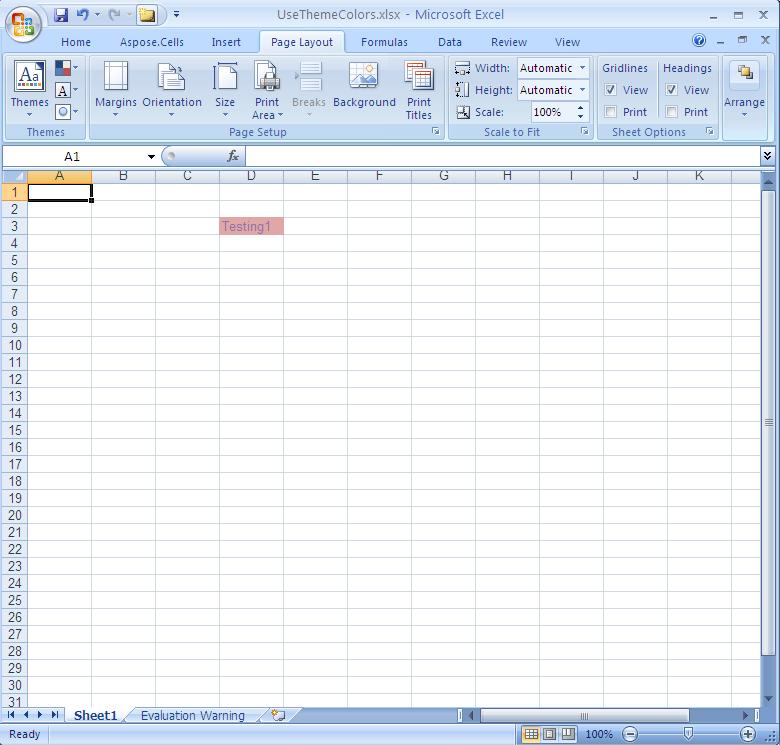 UseThemeColors.xlsx - Microsoft Excel
Home Aspose.Cells Insert Page Layout Formulas Data Review View
Themes
Themes
Margins Orientation Size Print Area Breaks Background Print Titles
Page Setup
Width: Automatic
Height: Automatic
Scale: 100%
Scale to Fit
Gridlines Headings
View View
Print Print
Sheet Options
Arrange
A1 fx
A B C D E F G H I J K
1
2
3 Testing1
4
5
6
7
8
9
10
11
12
13
14
15
16
17
18
19
20
21
22
23
24
25
26
27
28
29
30
31
Sheet1 Evaluation Warning
Ready 100%